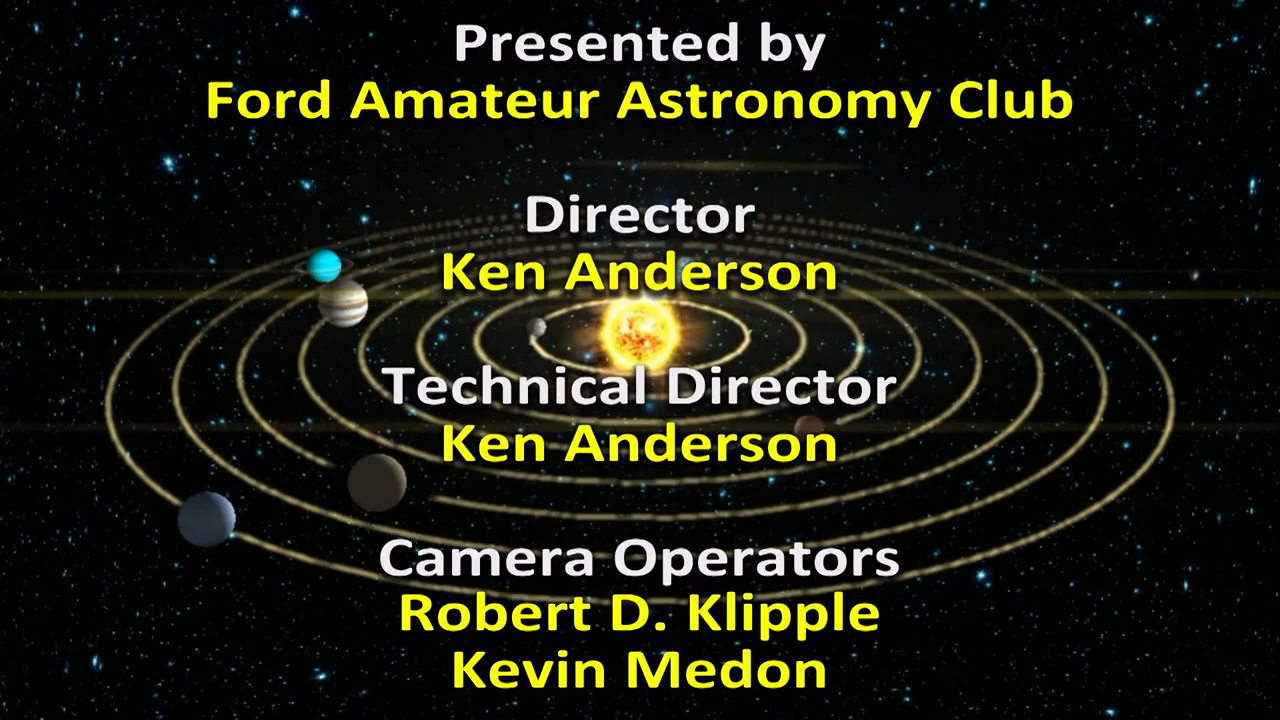 Presented by
Ford Amateur Astronomy Club
Director
Ken Anderson
Technical Director
Ken Anderson
Camera Operators
Robert D. Klipple
Kevin Medon